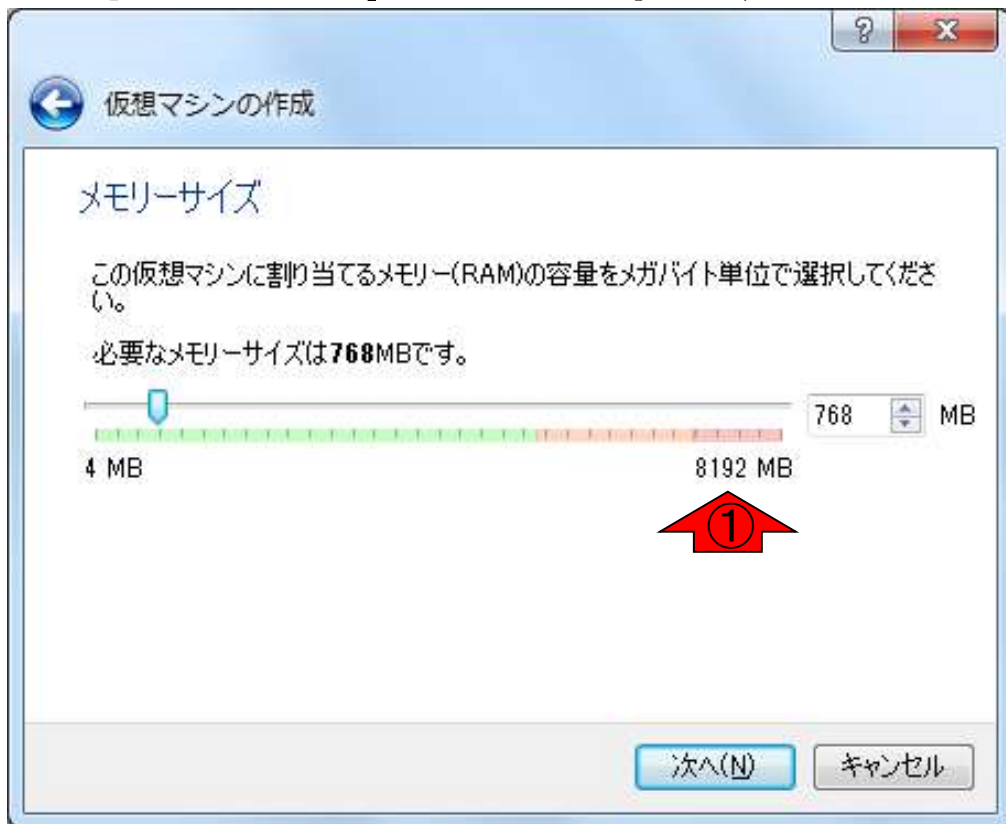 仮想マシンの作成
メモリーサイズ
この仮想マシンに割り当てるメモリー(RAM)の容量をメガバイト単位で選択してくださ
い。
必要なメモリーサイズは768MBです。
768 MB
4 MB 8192 MB
①
次へ(N) キャンセル